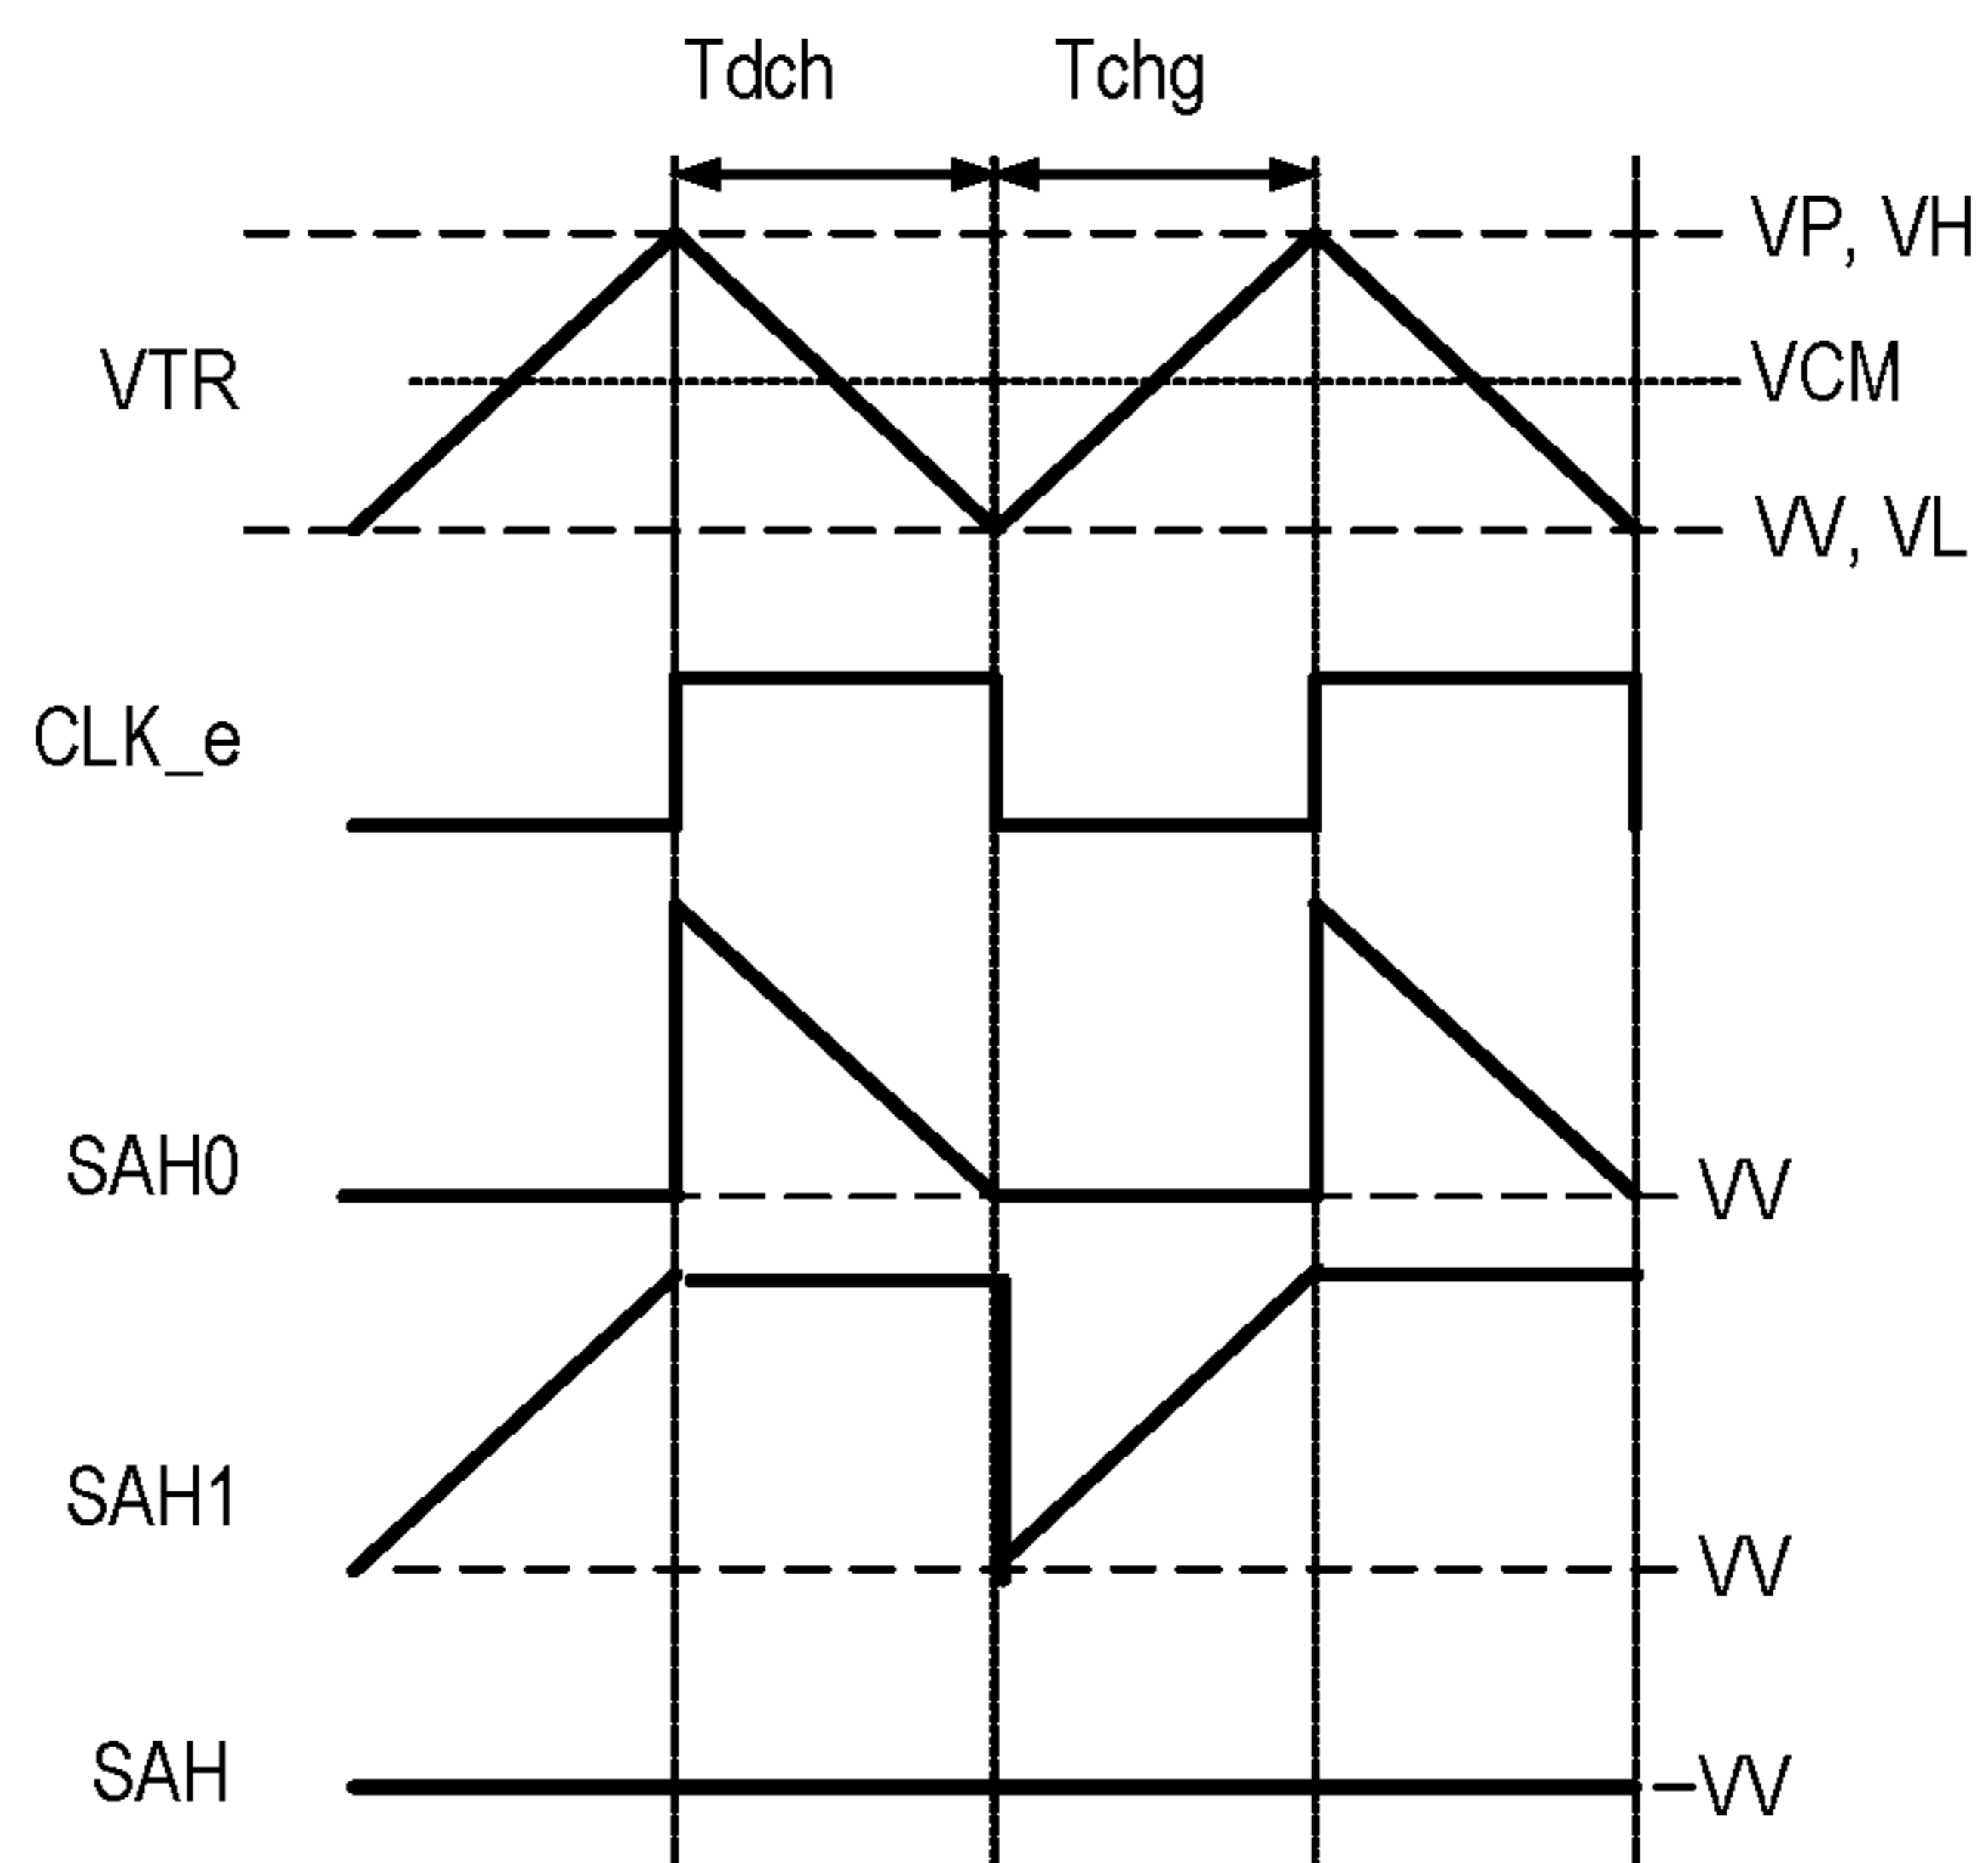 Tdch Tchg
VP, VH
VTR VCM
VV, VL
CLK_e
SAH0 VV
SAH1 VV
SAH VV